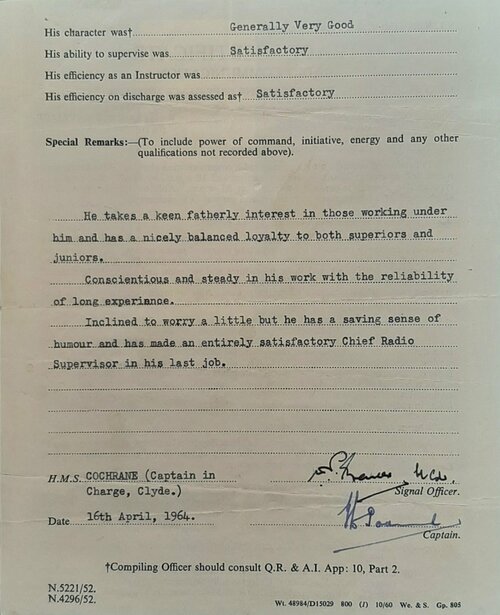 His character was† Generally Very Good
His ability to supervise was Satisfactory
His efficiency as an Instructor was
His efficiency on discharge was assessed as† Satisfactory
Special Remarks:—(To include power of command, initiative, energy and any other
qualifications not recorded above).
He takes a keen fatherly interest in those working under
him and has a nicely balanced loyalty to both superiors and
juniors.
Conscientious and steady in his work with the reliability
of long experience.
Inclined to worry a little but he has a saving sense of
humour and has made an entirely satisfactory Chief Radio
Supervisor in his last job.
H.M.S. COCHRANE (Captain in
Charge, Clyde.)
Signal Officer.
Date 16th April, 1964.
Captain.
†Compiling Officer should consult Q.R. & A.I. App: 10, Part 2.
N.5221/52.
N.4296/52.
Wt. 48984/D15029 800 (J) 10/60 We. & S. Gp. 805